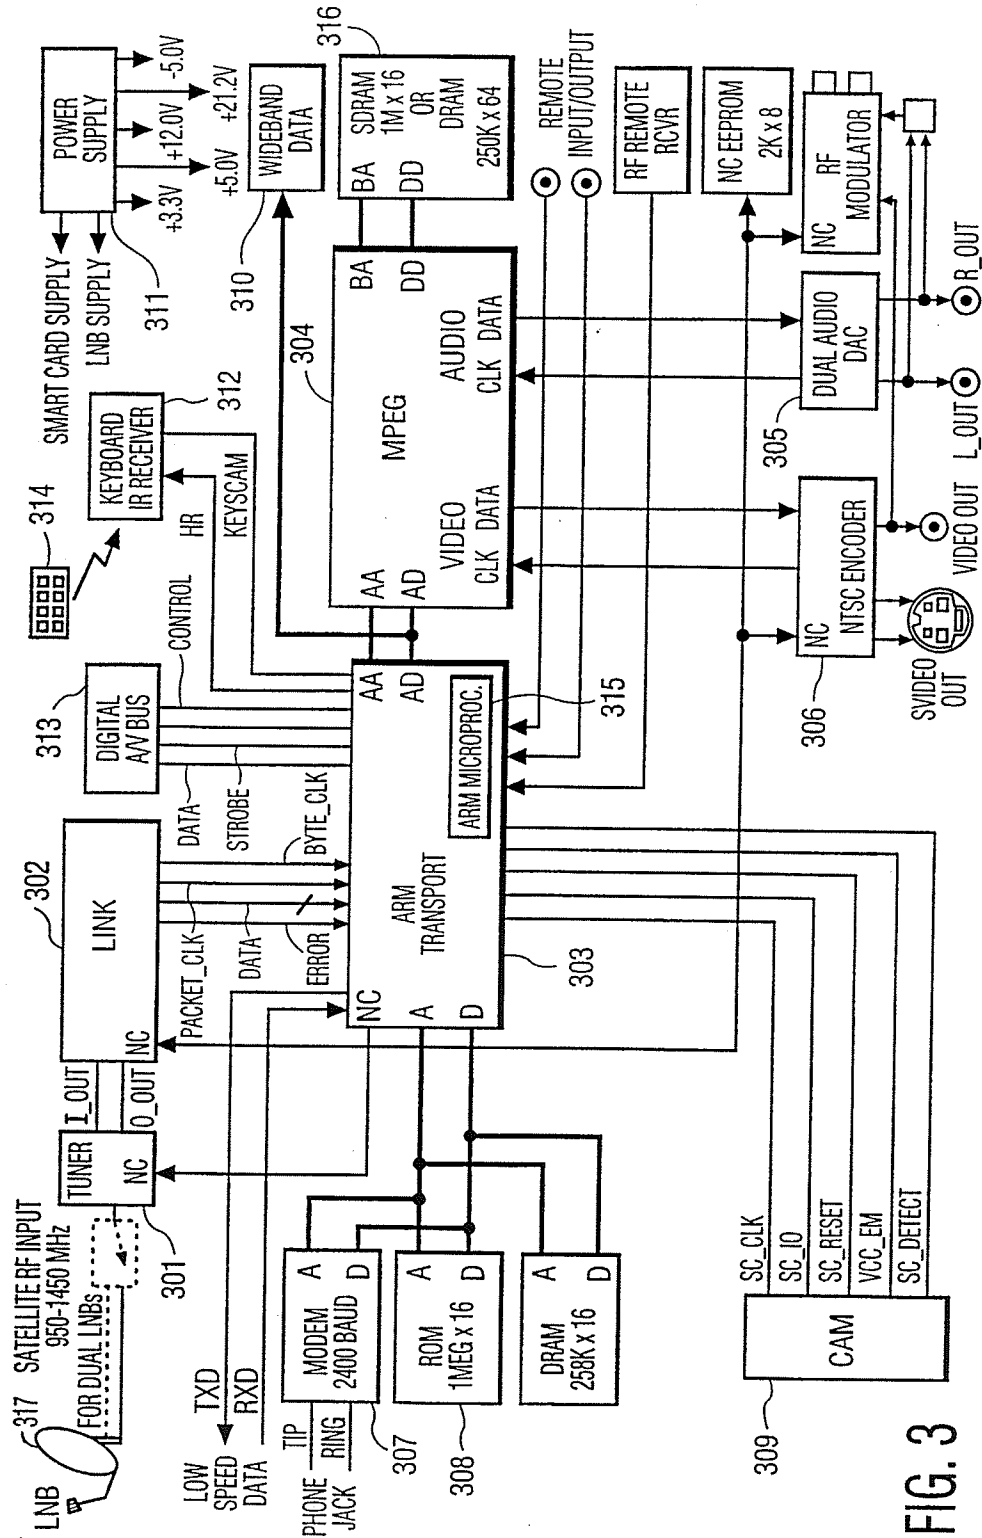 LNB
317
SATELLITE RF INPUT
950-1450 MHz
FOR DUAL LNBs
301
TUNER
NC
I_OUT
O_OUT
302
LINK
NC
PACKET_CLK
DATA
ERROR
BYTE_CLK
313
DIGITAL
A/V BUS
DATA
STROBE
CONTROL
314
KEYBOARD
IR RECEIVER
312
HR
KEYSCAM
SMART CARD SUPPLY
LNB SUPPLY
311
POWER
SUPPLY
+3.3V
+5.0V
+12.0V
+21.2V
-5.0V
LOW
SPEED
DATA
TXD
RXD
NC
A
D
ARM
TRANSPORT
303
AA
AD
ARM MICROPROC.
315
304
AA
AD
MPEG
BA
DD
VIDEO
CLK DATA
AUDIO
CLK DATA
310
WIDEBAND
DATA
316
BA
DD
SDRAM
1M x 16
OR
DRAM
250K x 64
REMOTE
INPUT/OUTPUT
RF REMOTE
RCVR
NC EEPROM
2K x 8
PHONE
JACK
TIP
RING
MODEM
2400 BAUD
A
D
307
ROM
1MEG x 16
A
D
308
DRAM
258K x 16
A
D
SC_CLK
SC_IO
SC_RESET
VCC_EM
SC_DETECT
CAM
309
306
NC
NTSC ENCODER
SVIDEO
OUT
VIDEO OUT
305
DUAL AUDIO
DAC
L_OUT
R_OUT
NC
RF
MODULATOR
FIG. 3